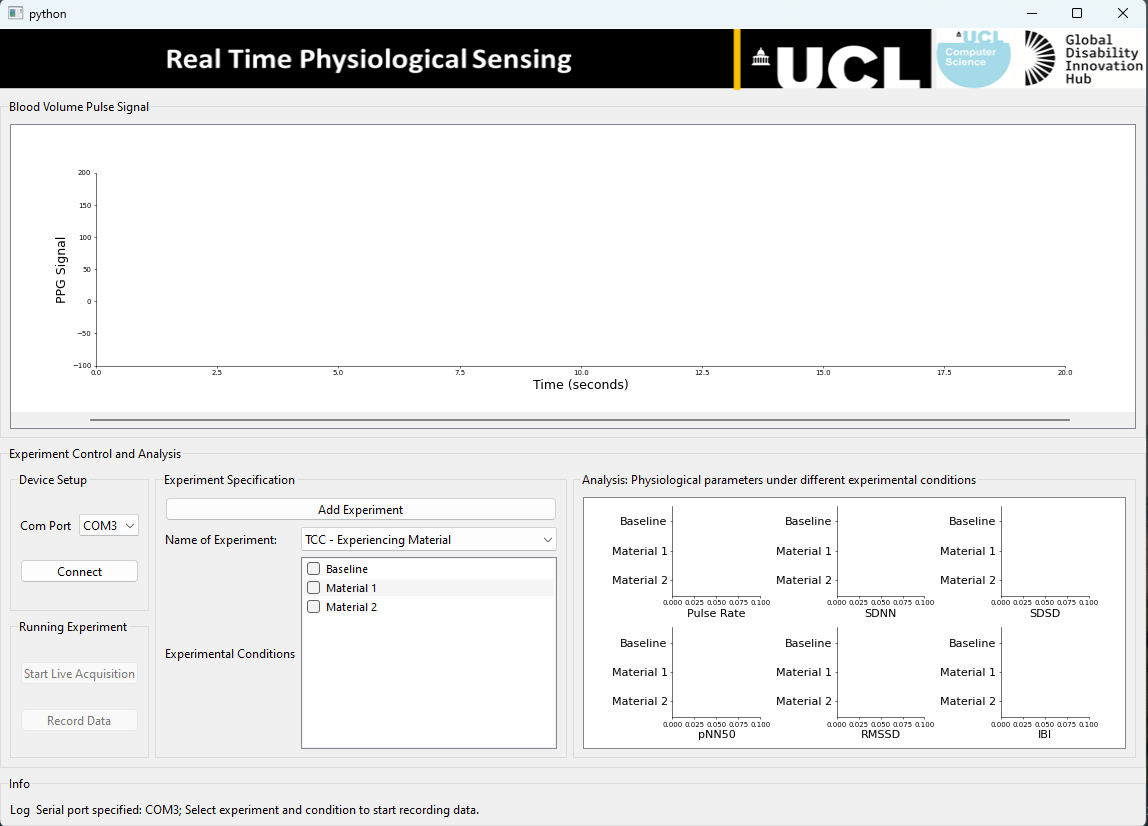 python
Real Time Physiological Sensing
UCL
UCL
Computer
Science
Global
Disability
Innovation
Hub
Blood Volume Pulse Signal
200
150
100
50
0
−50
−100
PPG Signal
0.0 2.5 5.0 7.5 10.0 12.5 15.0 17.5 20.0
Time (seconds)
Experiment Control and Analysis
Device Setup
Com Port COM3
Connect
Running Experiment
Start Live Acquisition
Record Data
Experiment Specification
Add Experiment
Name of Experiment: TCC - Experiencing Material
Baseline
Material 1
Material 2
Experimental Conditions
Analysis: Physiological parameters under different experimental conditions
Baseline
Material 1
Material 2
0.000 0.025 0.050 0.075 0.100
Pulse Rate
Baseline
Material 1
Material 2
0.000 0.025 0.050 0.075 0.100
SDNN
Baseline
Material 1
Material 2
0.000 0.025 0.050 0.075 0.100
SDSD
Baseline
Material 1
Material 2
0.000 0.025 0.050 0.075 0.100
pNN50
Baseline
Material 1
Material 2
0.000 0.025 0.050 0.075 0.100
RMSSD
Baseline
Material 1
Material 2
0.000 0.025 0.050 0.075 0.100
IBI
Info
Log Serial port specified: COM3; Select experiment and condition to start recording data.